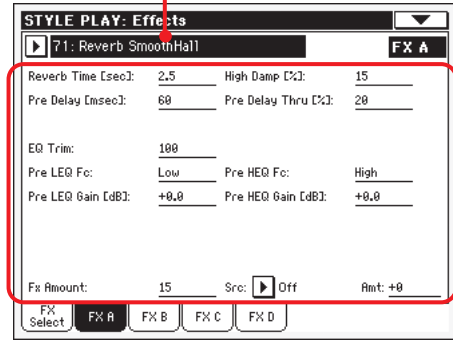 STYLE PLAY: Effects
71: Reverb SmoothHall FX A
Reverb Time [sec]: 2.5 High Damp [%]: 15
Pre Delay [msec]: 60 Pre Delay Thru [%]: 20
EQ Trim: 100
Pre LEQ Fc: Low Pre HEQ Fc: High
Pre LEQ Gain [dB]: +0.0 Pre HEQ Gain [dB]: +0.0
Fx Amount: 15 Src: Off Amt: +0
FX Select FX A FX B FX C FX D